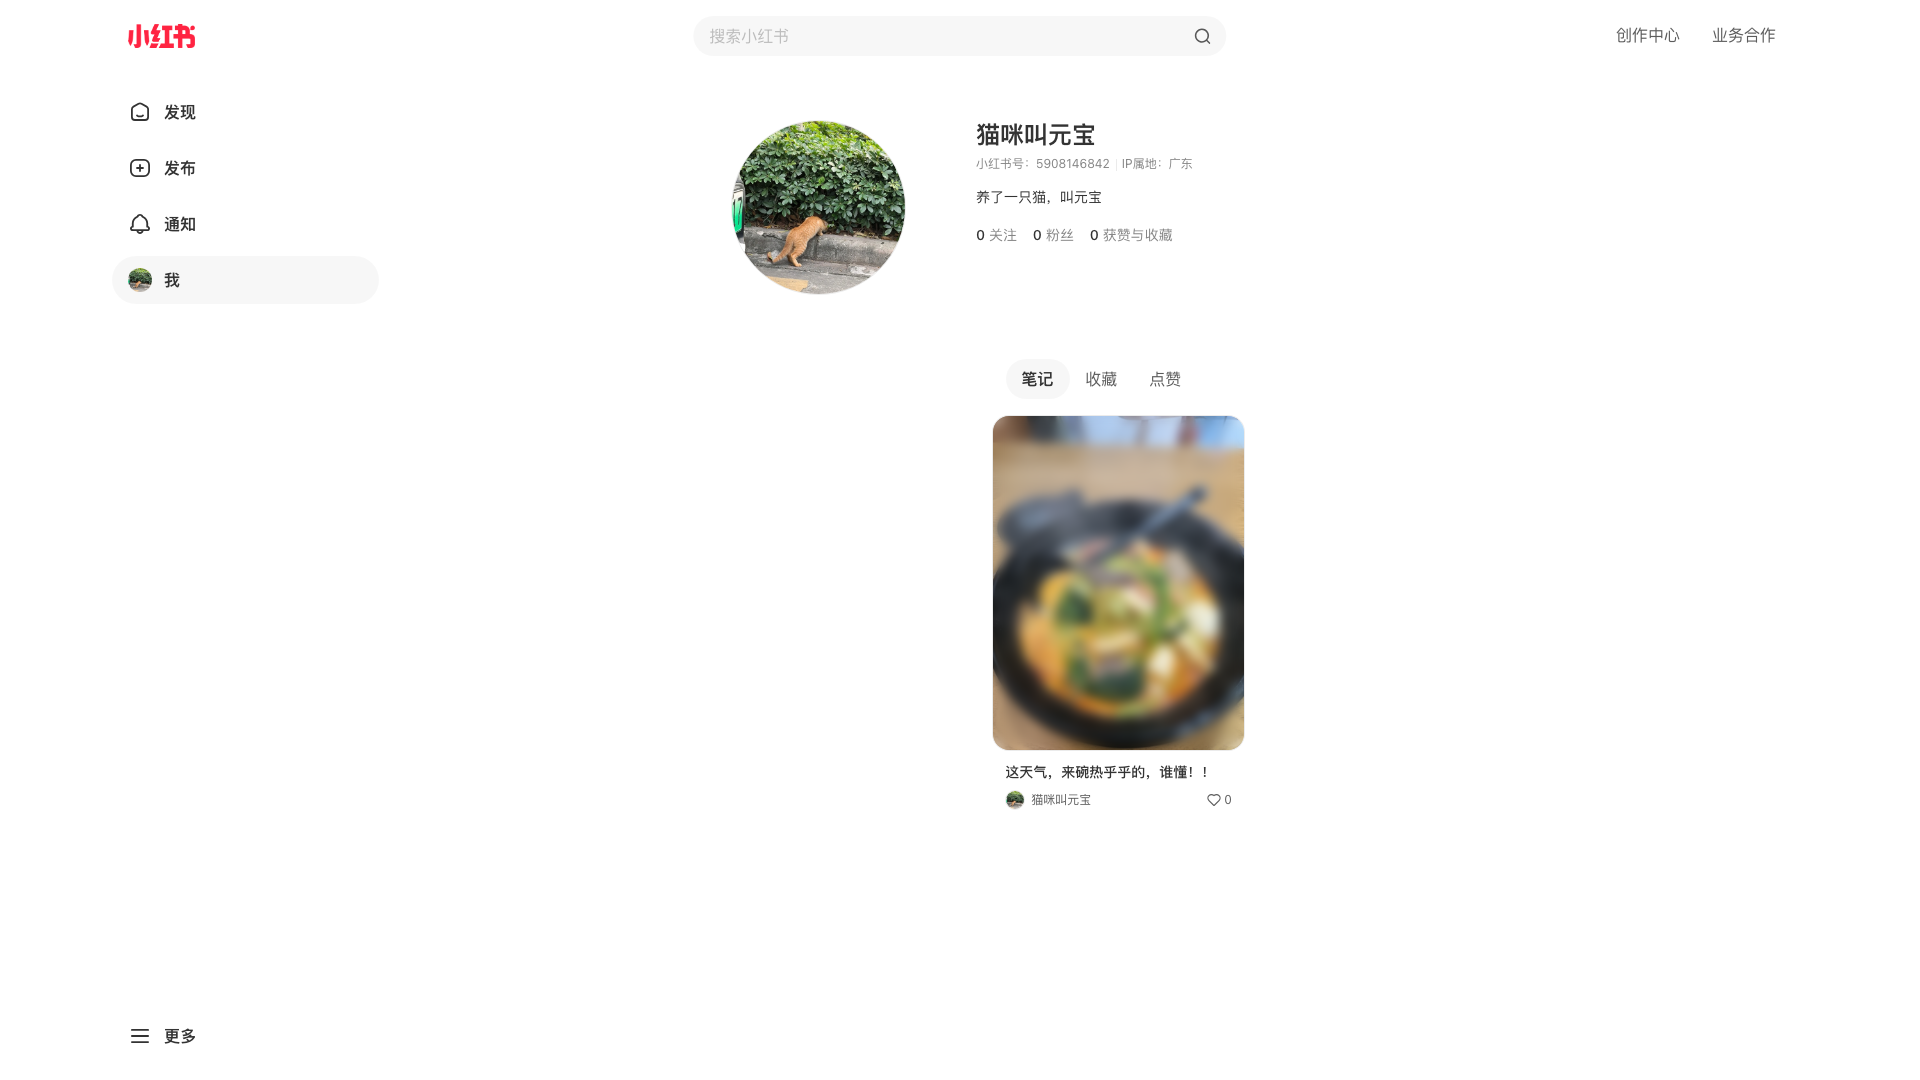 小红书
搜索小红书
创作中心
业务合作
发现
发布
通知
我
猫咪叫元宝
小红书号：5908146842 IP属地：广东
养了一只猫，叫元宝
0 关注 0 粉丝 0 获赞与收藏
笔记
收藏
点赞
这天气，来碗热乎乎的，谁懂！！
猫咪叫元宝
0
更多